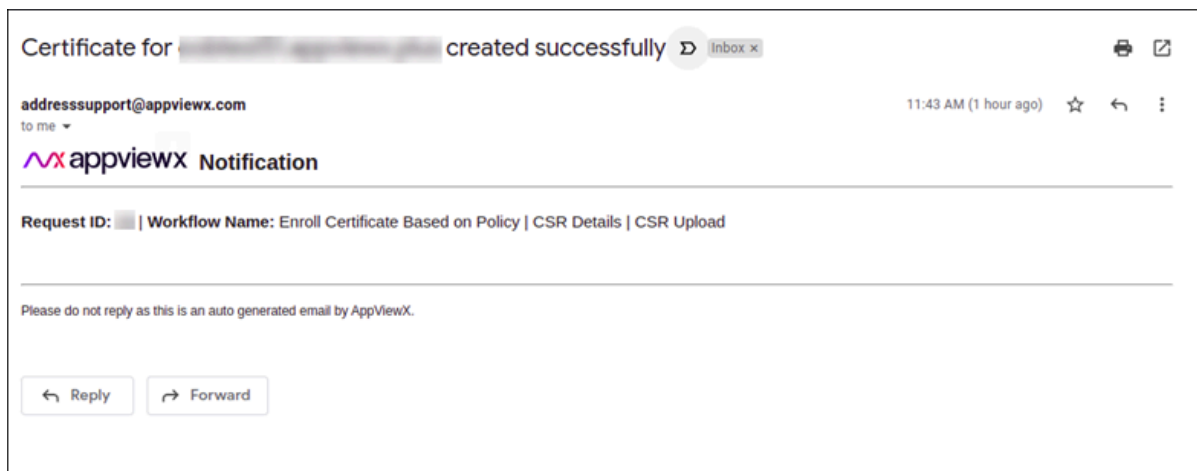 Certificate for created successfully Inbox ×
addresssupport@appviewx.com 11:43 AM (1 hour ago)
to me
appviewx Notification
Request ID: | Workflow Name: Enroll Certificate Based on Policy | CSR Details | CSR Upload
Please do not reply as this is an auto generated email by AppViewX.
Reply Forward